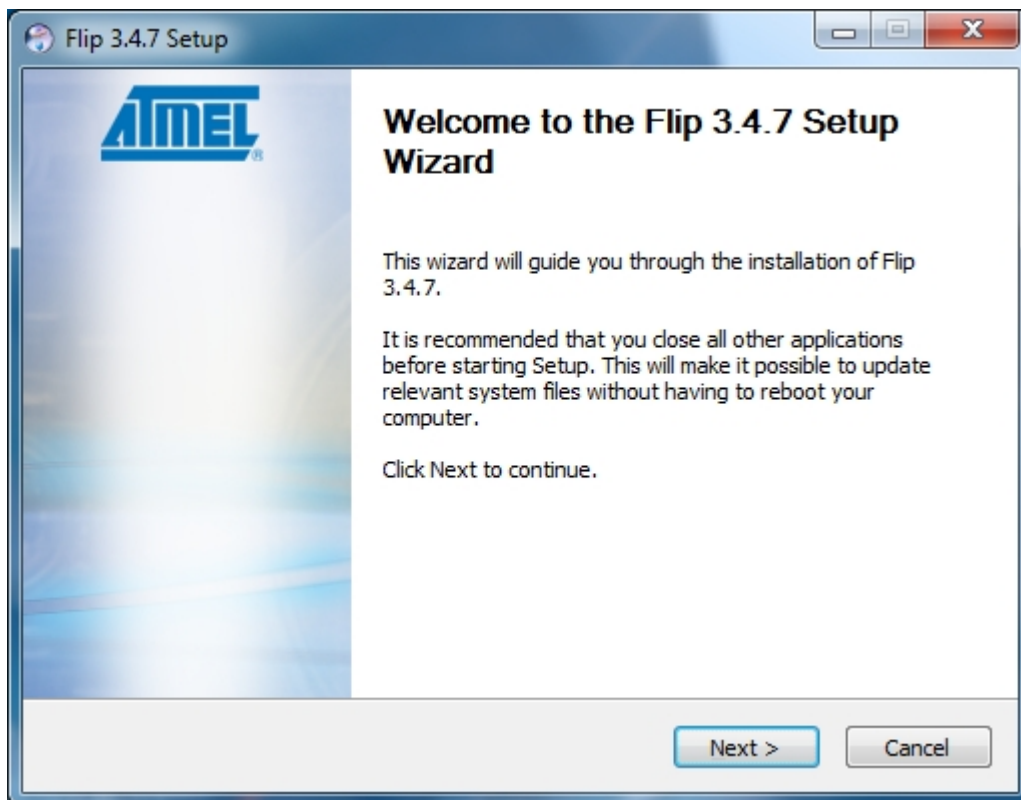 Flip 3.4.7 Setup
ATMEL
®
Welcome to the Flip 3.4.7 Setup
Wizard
This wizard will guide you through the installation of Flip
3.4.7.
It is recommended that you close all other applications
before starting Setup. This will make it possible to update
relevant system files without having to reboot your
computer.
Click Next to continue.
Next >
Cancel